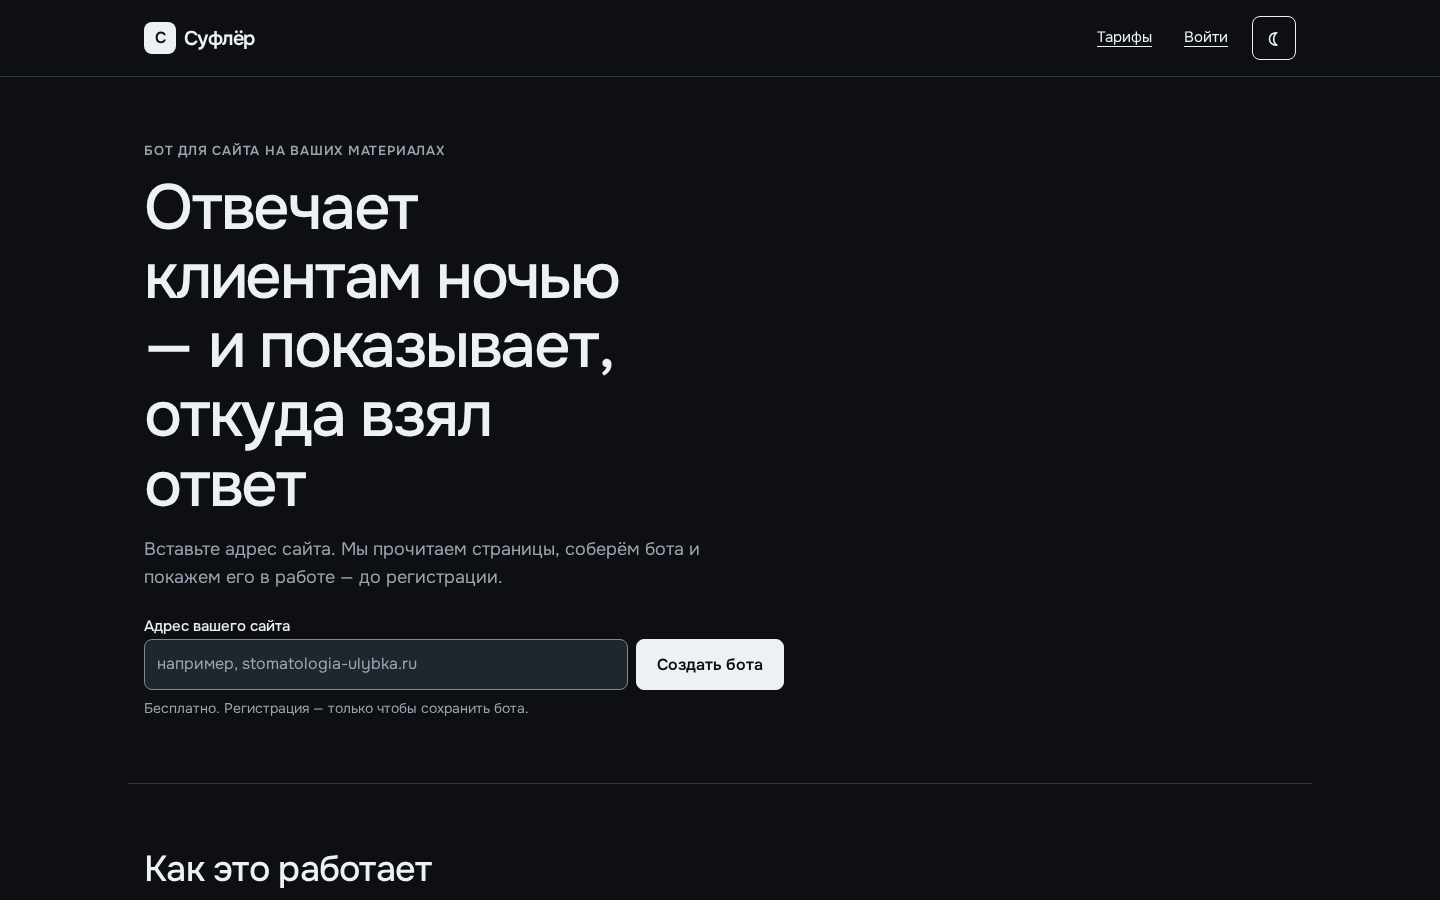 С Суфлёр
Тарифы
Войти
БОТ ДЛЯ САЙТА НА ВАШИХ МАТЕРИАЛАХ
Отвечает
клиентам ночью
— и показывает,
откуда взял
ответ
Вставьте адрес сайта. Мы прочитаем страницы, соберём бота и
покажем его в работе — до регистрации.
Адрес вашего сайта
например, stomatologia-ulybka.ru
Создать бота
Бесплатно. Регистрация — только чтобы сохранить бота.
Как это работает